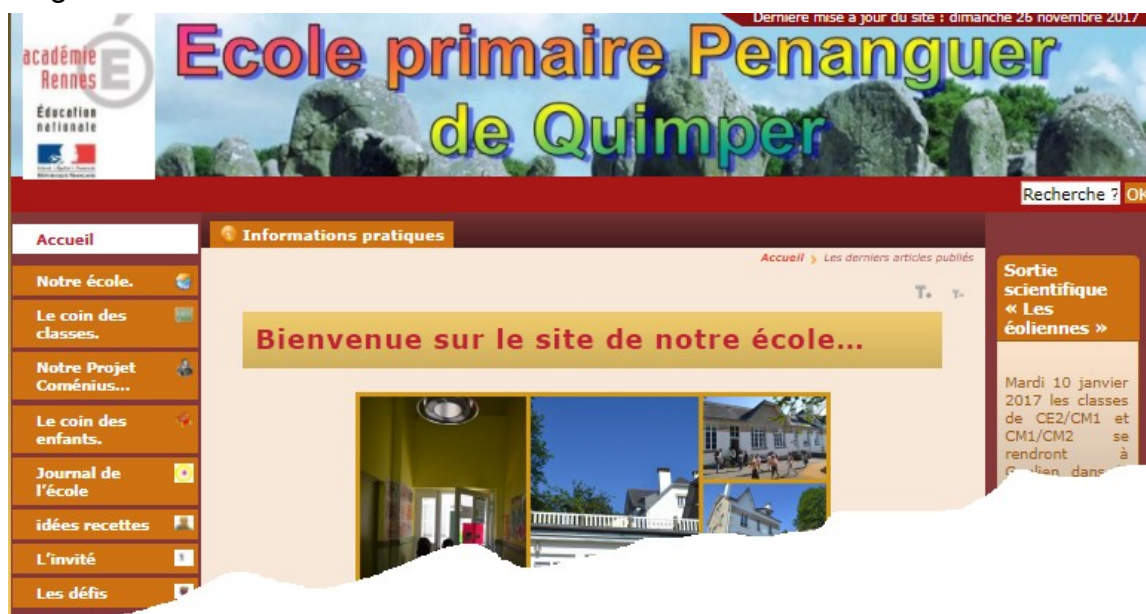 Dernière mise à jour du site : dimanche 26 novembre 2017
académie
Rennes
É
Éducation
nationale
Ecole primaire Penanguer
de Quimper
Recherche ?
OK
Accueil
Notre école.
Le coin des
classes.
Notre Projet
Coménius...
Le coin des
enfants.
Journal de
l'école
idées recettes
L'invité
Les défis
Informations pratiques
Accueil
Les derniers articles publiés
T+ T-
Bienvenue sur le site de notre école...
Sortie
scientifique
« Les
éoliennes »
Mardi 10 janvier
2017 les classes
de CE2/CM1 et
CM1/CM2 se
rendront à
dans